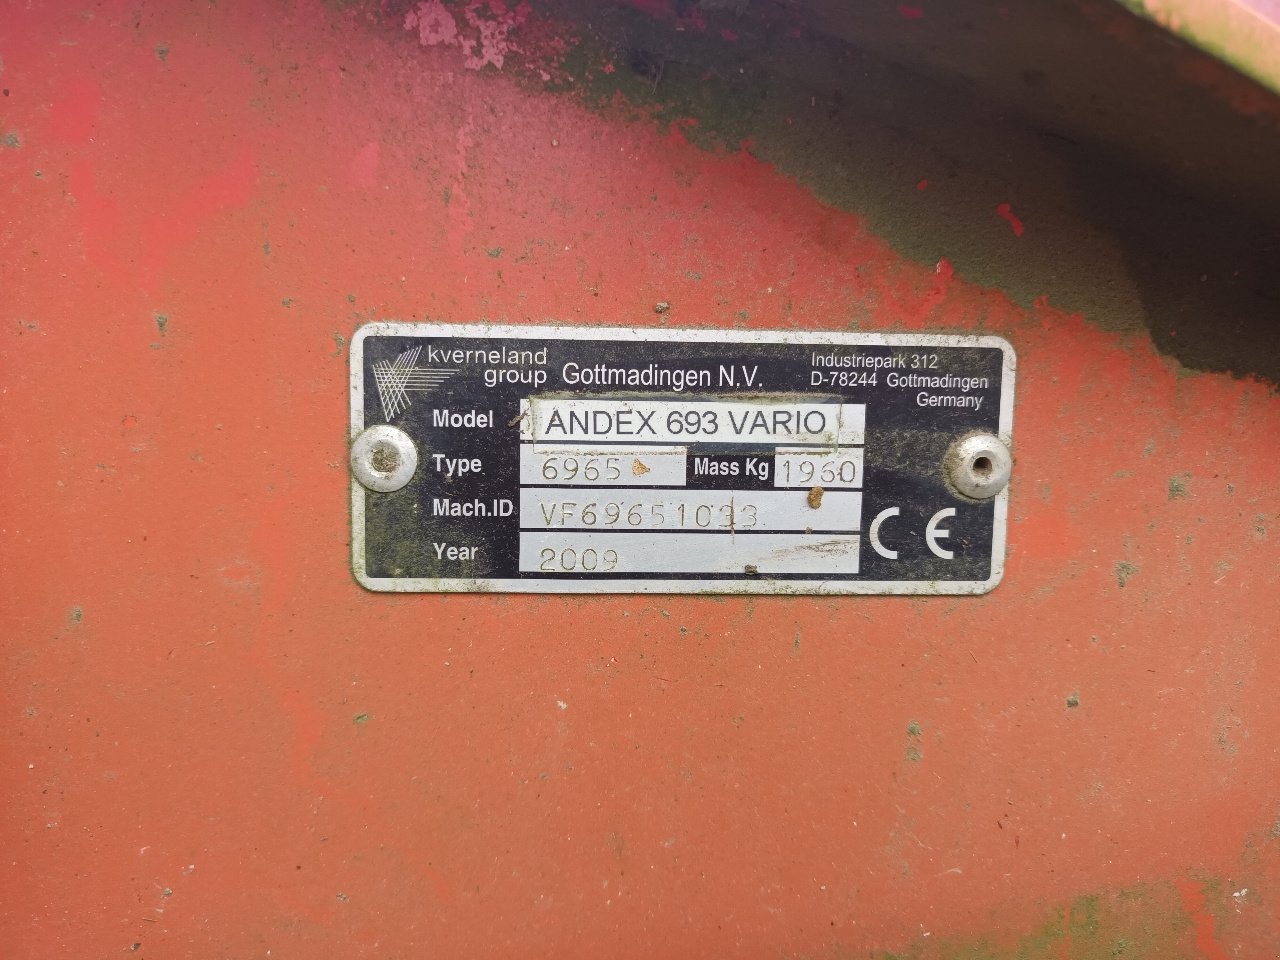 kverneland
group Gottmadingen N.V.
Industriepark 312
D-78244 Gottmadingen
Germany
Model ANDEX 693 VARIO
Type 6965 Mass Kg 1960
Mach.ID
Year 2009
CE